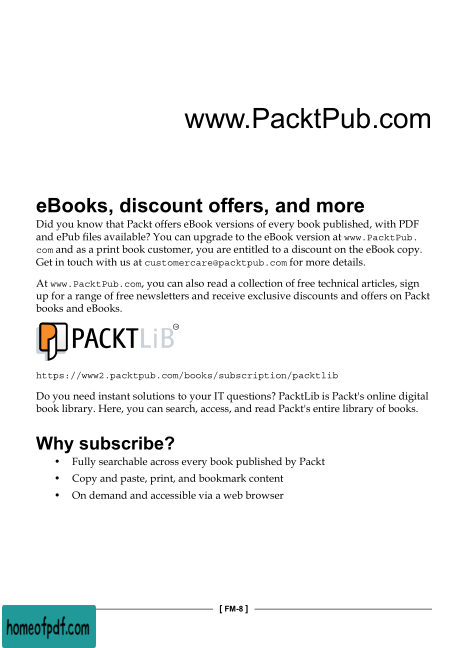 www.PacktPub.com
eBooks, discount offers, and more
Did you know that Packt offers eBook versions of every book published, with PDF
and ePub files available? You can upgrade to the eBook version at www.PacktPub.
com and as a print book customer, you are entitled to a discount on the eBook copy.
Get in touch with us at customercare@packtpub.com for more details.
At www.PacktPub.com, you can also read a collection of free technical articles, sign
up for a range of free newsletters and receive exclusive discounts and offers on Packt
books and eBooks.
PACKTLiB
https://www2.packtpub.com/books/subscription/packtlib
Do you need instant solutions to your IT questions? PacktLib is Packt's online digital
book library. Here, you can search, access, and read Packt's entire library of books.
Why subscribe?
• Fully searchable across every book published by Packt
• Copy and paste, print, and bookmark content
• On demand and accessible via a web browser
[ FM-8 ]
homeofpdf.com